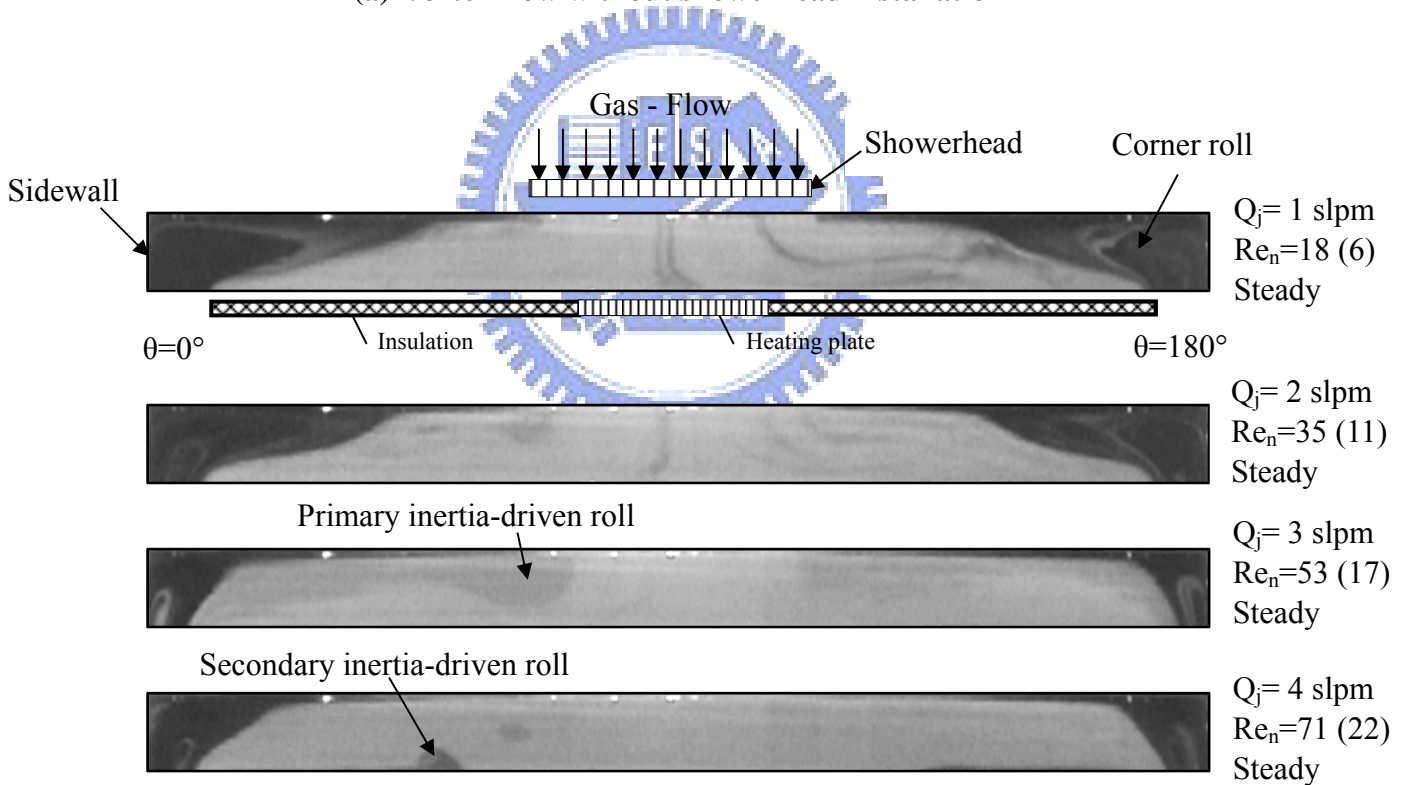 Gas - Flow
Showerhead
Corner roll
Sidewall
Qj= 1 slpm
Ren=18 (6)
Steady
Insulation
Heating plate
θ=0°
θ=180°
Qj= 2 slpm
Ren=35 (11)
Steady
Primary inertia-driven roll
Qj= 3 slpm
Ren=53 (17)
Steady
Secondary inertia-driven roll
Qj= 4 slpm
Ren=71 (22)
Steady